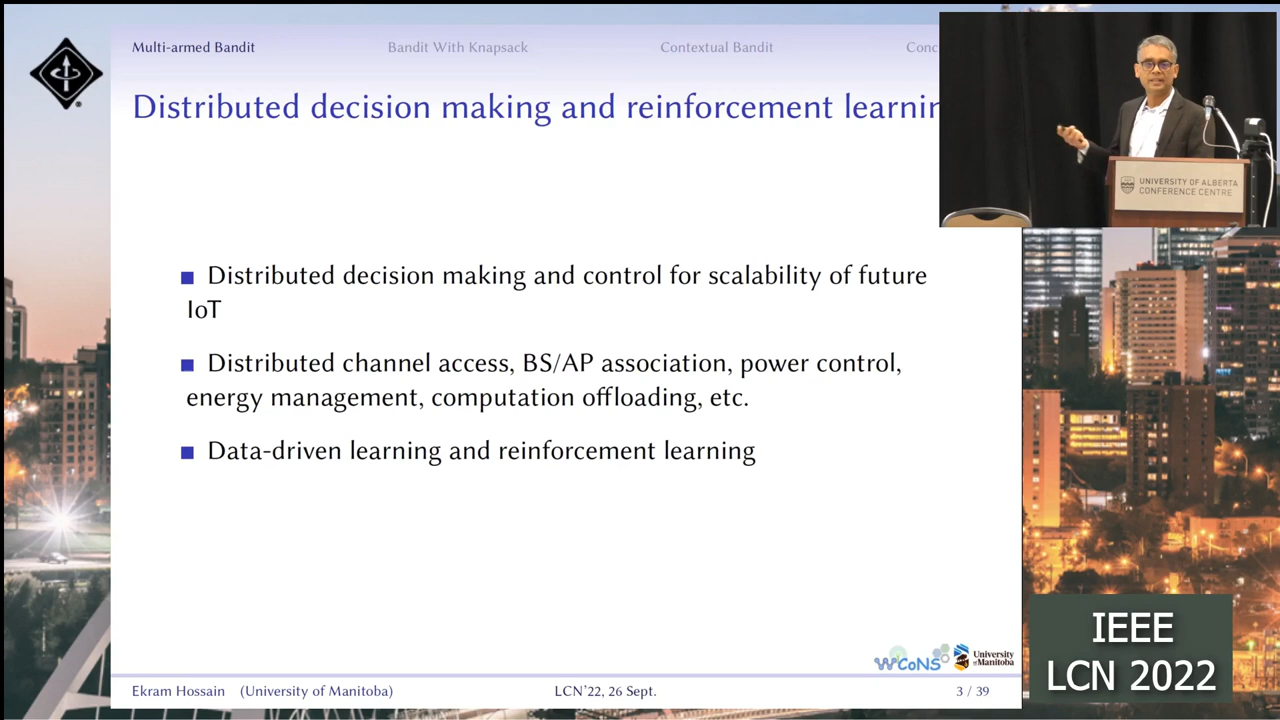 Multi-armed Bandit
Bandit With Knapsack
Contextual Bandit
Distributed decision making and reinforcement
UNIVERSITY OF ALBERTA
CONFERENCE CENTRE
Distributed decision making and control for scalability of future
IoT
Distributed channel access, BS/AP association, power control,
energy management, computation offloading, etc.
Data-driven learning and reinforcement learning
WCoNS
University
of Manitoba
Ekram Hossain (University of Manitoba)
LCN'22, 26 Sept.
3 / 39
IEEE
LCN 2022